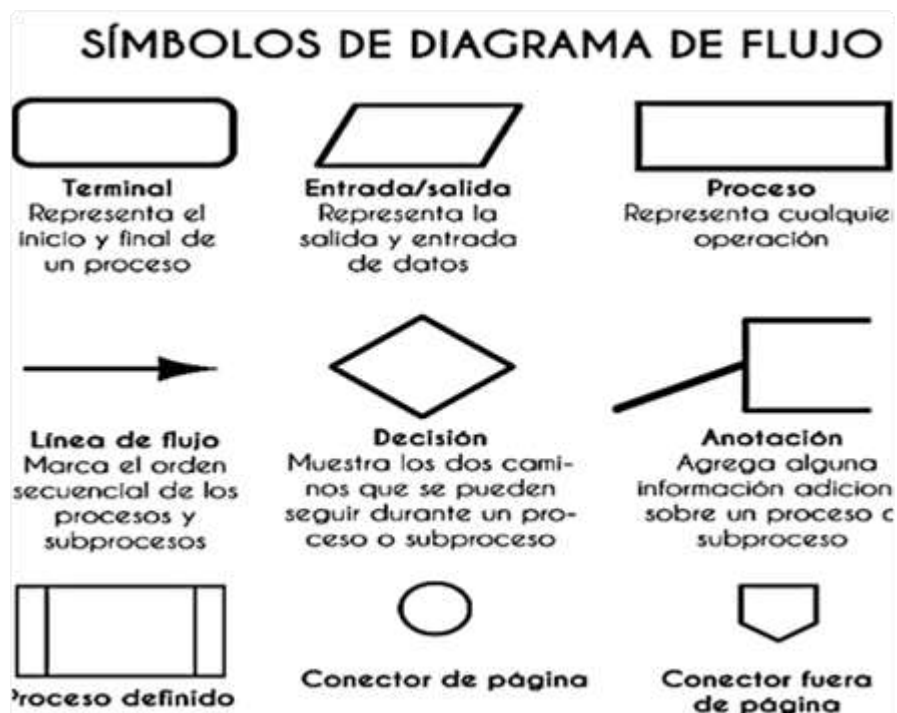 SÍMBOLOS DE DIAGRAMA DE FLUJO
Terminal
Representa el
inicio y final de
un proceso
Entrada/salida
Representa la
salida y entrada
de datos
Proceso
Representa cualquie
operación
Línea de flujo
Marca el orden
secuencial de los
procesos y
subprocesos
Decisión
Muestra los dos cami-
nos que se pueden
seguir durante un pro-
ceso o subproceso
Anotación
Agrega alguna
información adicion
sobre un proceso o
subproceso
Proceso definido
Conector de página
Conector fuera
de página